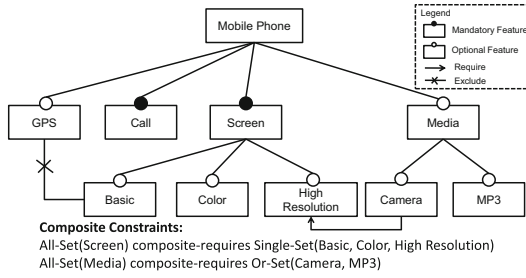 Mobile Phone
Legend
Mandatory Feature
Optional Feature
Require
Exclude
GPS
Call
Screen
Media
Basic
Color
High
Resolution
Camera
MP3
Composite Constraints:
All-Set(Screen) composite-requires Single-Set(Basic, Color, High Resolution)
All-Set(Media) composite-requires Or-Set(Camera, MP3)